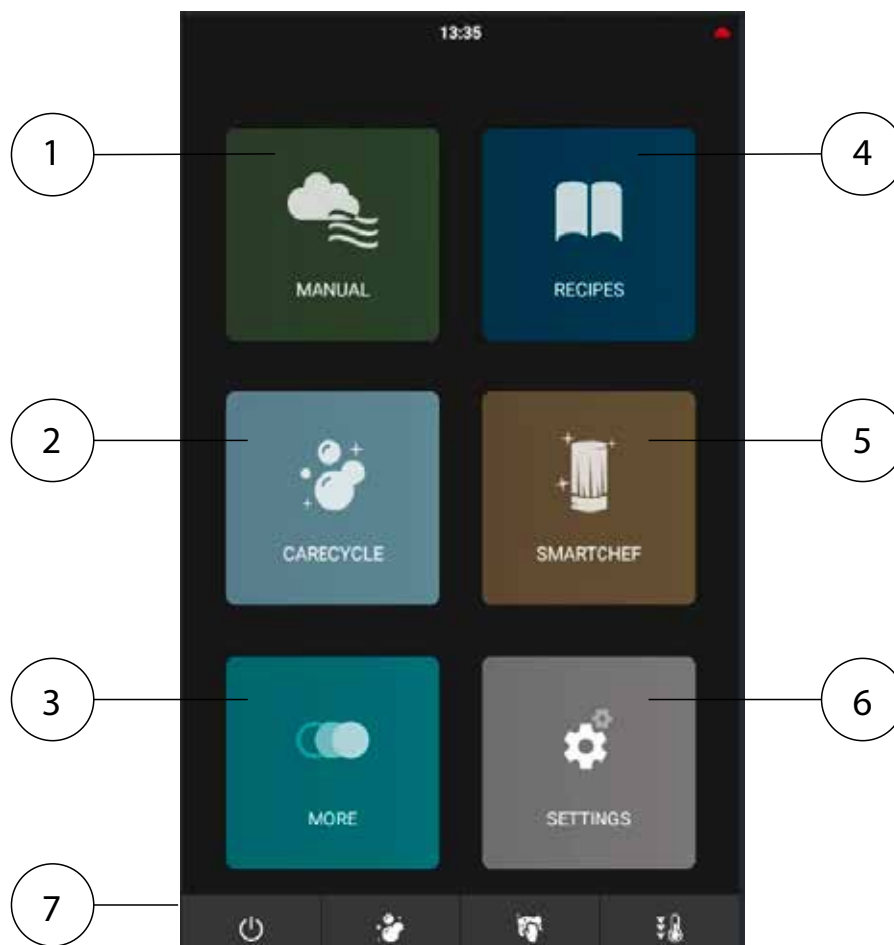 13:35
1
4
MANUAL
RECIPES
2
5
CARECYCLE
SMARTCHEF
3
6
MORE
SETTINGS
7